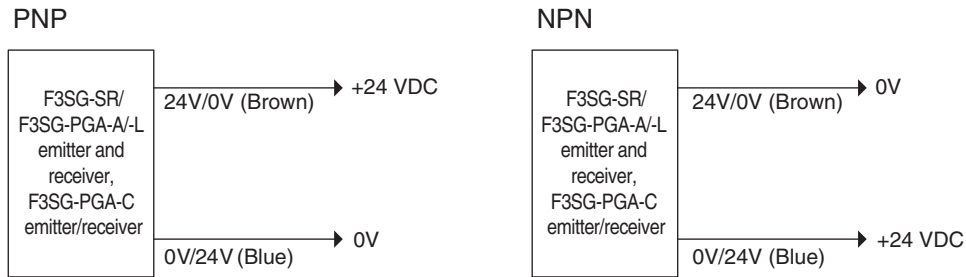 PNP
F3SG-SR/
F3SG-PGA-A/-L
emitter and
receiver,
F3SG-PGA-C
emitter/receiver
24V/0V (Brown)
+24 VDC
0V/24V (Blue)
0V
NPN
F3SG-SR/
F3SG-PGA-A/-L
emitter and
receiver,
F3SG-PGA-C
emitter/receiver
24V/0V (Brown)
0V
0V/24V (Blue)
+24 VDC